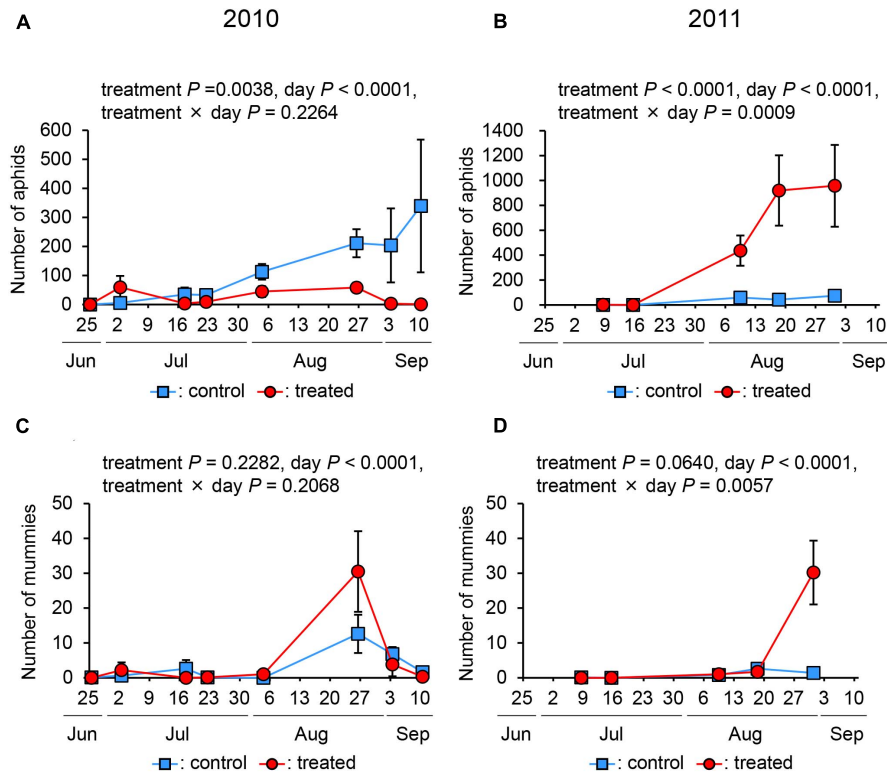 A
2010
treatment P =0.0038, day P < 0.0001,
treatment × day P = 0.2264
Number of aphids
600
500
400
300
200
100
0
25 2 9 16 23 30 6 13 20 27 3 10
Jun Jul Aug Sep
: control : treated
B
2011
treatment P < 0.0001, day P < 0.0001,
treatment × day P = 0.0009
Number of aphids
1400
1200
1000
800
600
400
200
0
25 2 9 16 23 30 6 13 20 27 3 10
Jun Jul Aug Sep
: control : treated
C
treatment P = 0.2282, day P < 0.0001,
treatment × day P = 0.2068
Number of mummies
50
40
30
20
10
0
25 2 9 16 23 30 6 13 20 27 3 10
Jun Jul Aug Sep
: control : treated
D
treatment P = 0.0640, day P < 0.0001,
treatment × day P = 0.0057
Number of mummies
50
40
30
20
10
0
25 2 9 16 23 30 6 13 20 27 3 10
Jun Jul Aug Sep
: control : treated